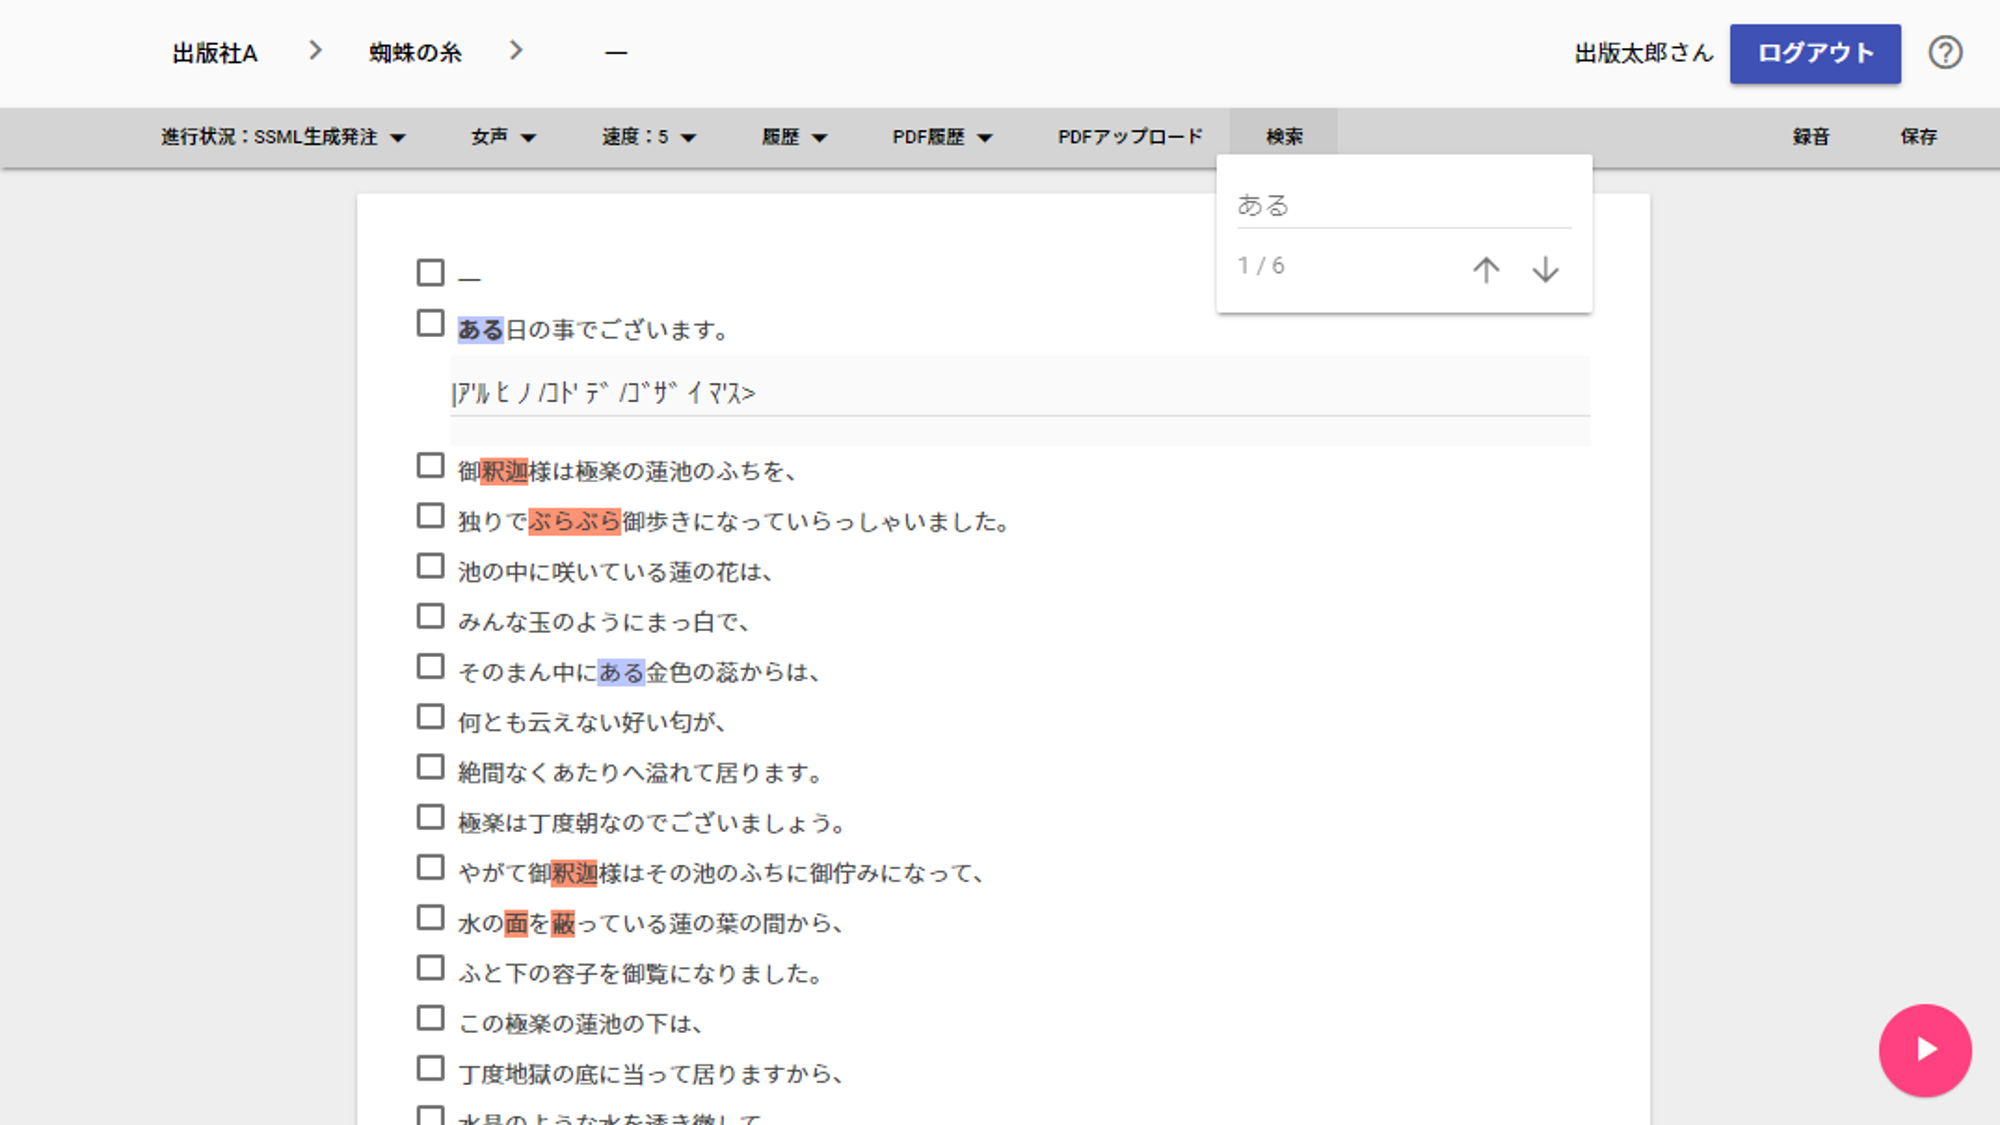 出版社A > 蜘蛛の糸 > 一
出版太郎さん ログアウト ?
進行状況：SSML生成発注 女声 速度：5 履歴 PDF履歴 PDFアップロード 検索 録音 保存
ある
1 / 6
一
ある日の事でございます。
|ｱ'ﾙ ﾋ ﾉ /ｺﾄ' ﾃﾞ /ｺﾞｻﾞ ｲ ﾏ'ｽ>
御釈迦様は極楽の蓮池のふちを、
独りでぶらぶら御歩きになっていらっしゃいました。
池の中に咲いている蓮の花は、
みんな玉のようにまっ白で、
そのまん中にある金色の蕊からは、
何とも云えない好い匂が、
絶間なくあたりへ溢れて居ります。
極楽は丁度朝なのでございましょう。
やがて御釈迦様はその池のふちに御佇みになって、
水の面を蔽っている蓮の葉の間から、
ふと下の容子を御覧になりました。
この極楽の蓮池の下は、
丁度地獄の底に当って居りますから、
水晶のような水を透き徹して、